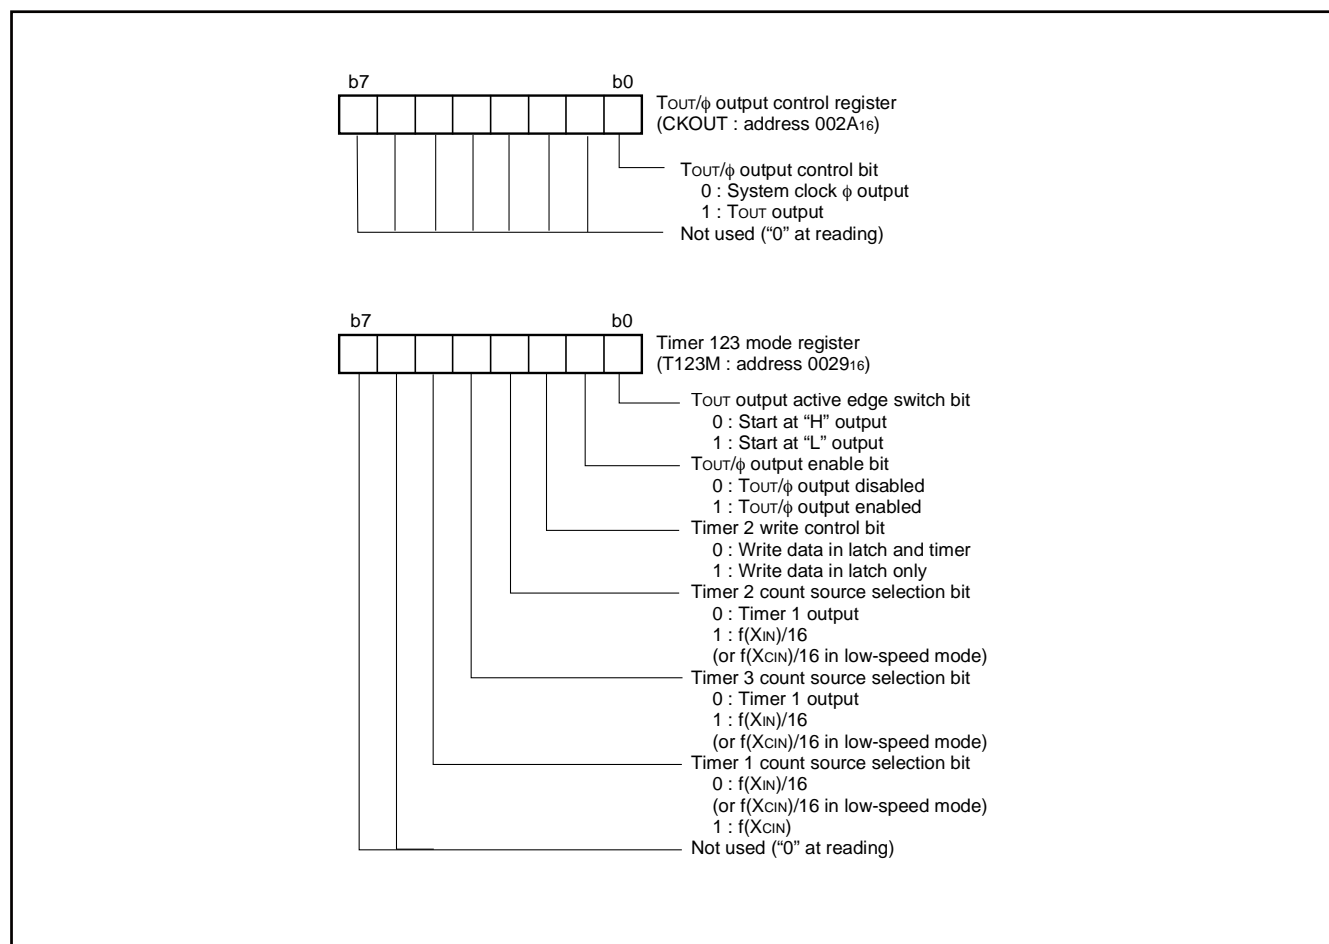 b7 b0
TOUT/ϕ output control register
(CKOUT : address 002A16)
TOUT/ϕ output control bit
0 : System clock ϕ output
1 : TOUT output
Not used (“0” at reading)
b7 b0
Timer 123 mode register
(T123M : address 002916)
TOUT output active edge switch bit
0 : Start at “H” output
1 : Start at “L” output
TOUT/ϕ output enable bit
0 : TOUT/ϕ output disabled
1 : TOUT/ϕ output enabled
Timer 2 write control bit
0 : Write data in latch and timer
1 : Write data in latch only
Timer 2 count source selection bit
0 : Timer 1 output
1 : f(XIN)/16
(or f(XCIN)/16 in low-speed mode)
Timer 3 count source selection bit
0 : Timer 1 output
1 : f(XIN)/16
(or f(XCIN)/16 in low-speed mode)
Timer 1 count source selection bit
0 : f(XIN)/16
(or f(XCIN)/16 in low-speed mode)
1 : f(XCIN)
Not used (“0” at reading)